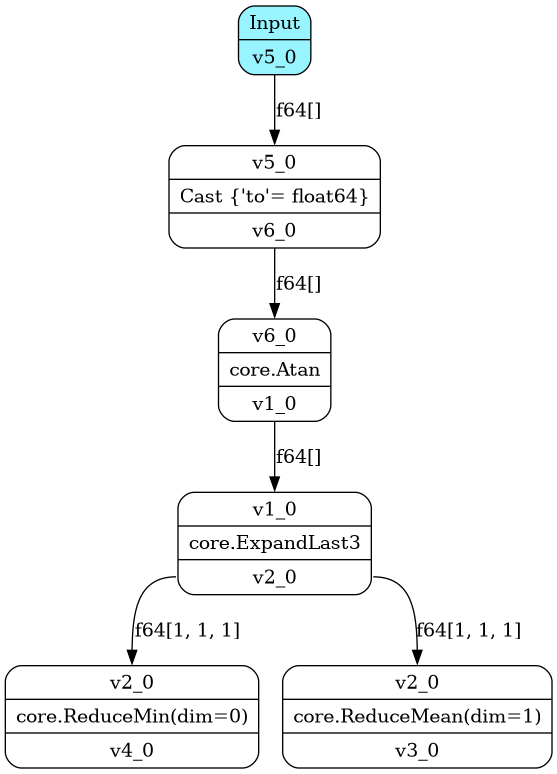 Input
v5_0
f64[]
v5_0
Cast {'to'= float64}
v6_0
f64[]
v6_0
core.Atan
v1_0
f64[]
v1_0
core.ExpandLast3
v2_0
f64[1, 1, 1]
f64[1, 1, 1]
v2_0
core.ReduceMin(dim=0)
v4_0
v2_0
core.ReduceMean(dim=1)
v3_0